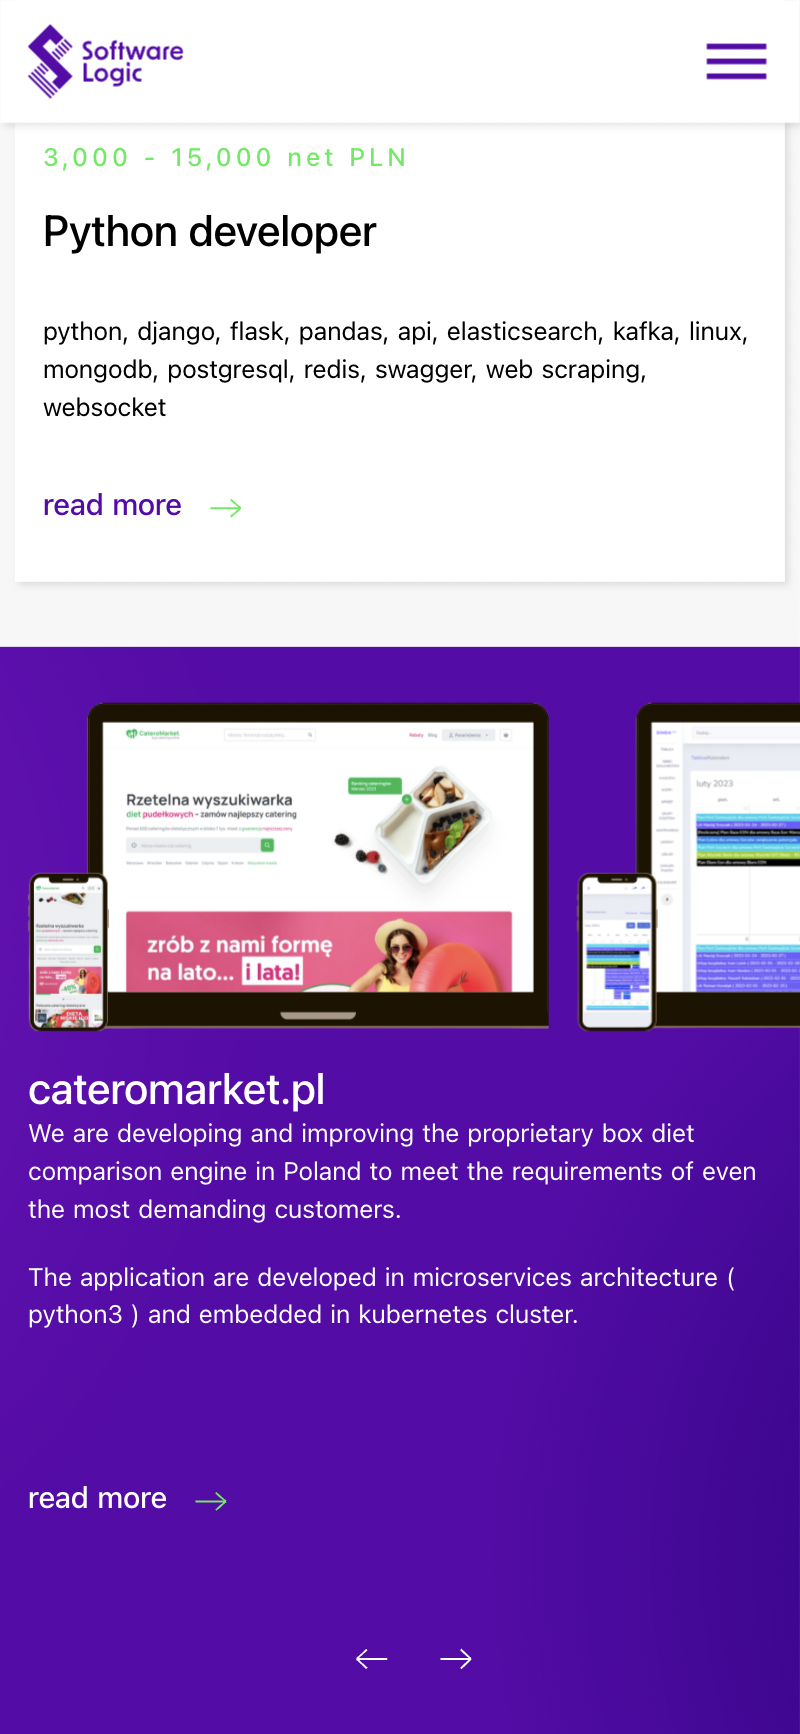 Software
Logic
3,000 - 15,000 net PLN
Python developer
python, django, flask, pandas, api, elasticsearch, kafka, linux,
mongodb, postgresql, redis, swagger, web scraping,
websocket
read more
CateroMarket
Rzetelna wyszukiwarka
diet pudełkowych - zamów najlepszy catering
zrób z nami formę
na lato... i lata!
Rzetelna wyszukiwarka
luty 2023
cateromarket.pl
We are developing and improving the proprietary box diet
comparison engine in Poland to meet the requirements of even
the most demanding customers.
The application are developed in microservices architecture (
python3 ) and embedded in kubernetes cluster.
read more